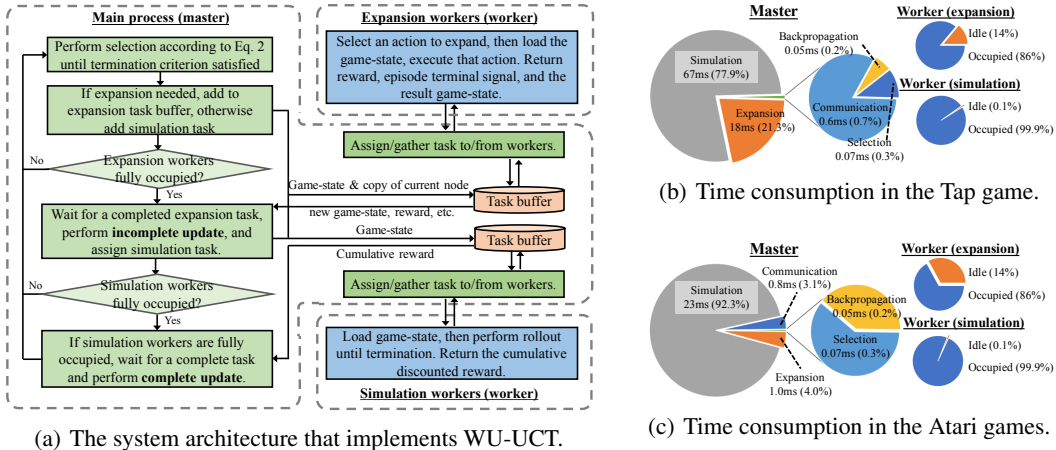 Main process (master)
Perform selection according to Eq. 2
until termination criterion satisfied
If expansion needed, add to
expansion task buffer, otherwise
add simulation task
No
Expansion workers
fully occupied?
Yes
Wait for a completed expansion task,
perform incomplete update, and
assign simulation task.
No
Simulation workers
fully occupied?
Yes
If simulation workers are fully
occupied, wait for a complete task
and perform complete update.
Expansion workers (worker)
Select an action to expand, then load the
game-state, execute that action. Return
reward, episode terminal signal, and the
result game-state.
Assign/gather task to/from workers.
Game-state & copy of current node
Task buffer
new game-state, reward, etc.
Game-state
Task buffer
Cumulative reward
Assign/gather task to/from workers.
Load game-state, then perform rollout
until termination. Return the cumulative
discounted reward.
Simulation workers (worker)
(a) The system architecture that implements WU-UCT.
Master
Simulation
67ms (77.9%)
Expansion
18ms (21.3%)
Backpropagation
0.05ms (0.2%)
Communication
0.6ms (0.7%)
Selection
0.07ms (0.3%)
Worker (expansion)
Idle (14%)
Occupied (86%)
Worker (simulation)
Idle (0.1%)
Occupied (99.9%)
(b) Time consumption in the Tap game.
Master
Simulation
23ms (92.3%)
Communication
0.8ms (3.1%)
Expansion
1.0ms (4.0%)
Backpropagation
0.05ms (0.2%)
Selection
0.07ms (0.3%)
Worker (expansion)
Idle (14%)
Occupied (86%)
Worker (simulation)
Idle (0.1%)
Occupied (99.9%)
(c) Time consumption in the Atari games.